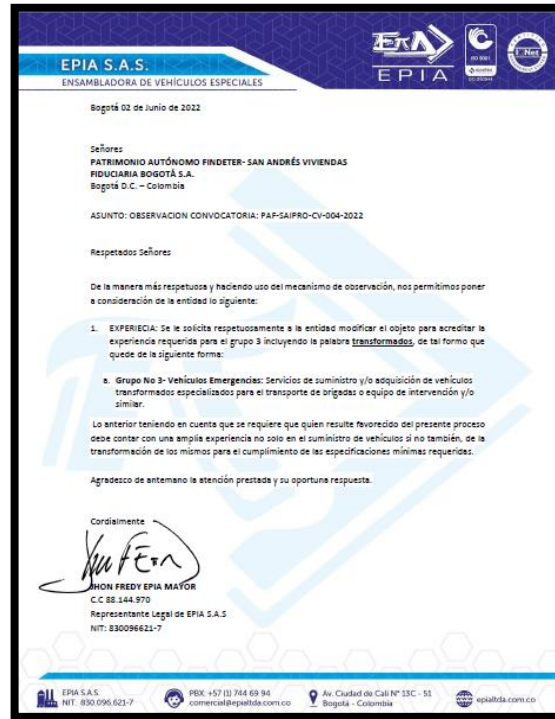 EPIA S.A.S.
ENSAMBLADORA DE VEHÍCULOS ESPECIALES
EPIA
ISO 9001
Bogotá 02 de Junio de 2022
Señores
PATRIMONIO AUTÓNOMO FINDETER- SAN ANDRÉS VIVIENDAS
FIDUCIARIA BOGOTÁ S.A.
Bogotá D.C. – Colombia
ASUNTO: OBSERVACION CONVOCATORIA: PAF-SAIPRO-CV-004-2022
Respetados Señores
De la manera más respetuosa y haciendo uso del mecanismo de observación, nos permitimos poner
a consideración de la entidad lo siguiente:
1. EXPERIECIA: Se le solicita respetuosamente a la entidad modificar el objeto para acreditar la
experiencia requerida para el grupo 3 incluyendo la palabra transformados, de tal formo que
quede de la siguiente forma:
a. Grupo No 3- Vehículos Emergencias: Servicios de suministro y/o adquisición de vehículos
transformados especializados para el transporte de brigadas o equipo de intervención y/o
similar.
Lo anterior teniendo en cuenta que se requiere que quien resulte favorecido del presente proceso
debe contar con una amplia experiencia no solo en el suministro de vehículos si no también, de la
transformación de los mismos para el cumplimiento de las especificaciones mínimas requeridas.
Agradezco de antemano la atención prestada y su oportuna respuesta.
Cordialmente
JHON FREDY EPIA MAYOR
C.C 88.144.970
Representante Legal de EPIA S.A.S
NIT: 830096621-7
EPIA S.A.S
NIT: 830.096.621-7
PBX: +57 (1) 744 69 94
comercial@epialtda.com.co
Av. Ciudad de Cali N° 13C - 51
Bogotá - Colombia
epialtda.com.co